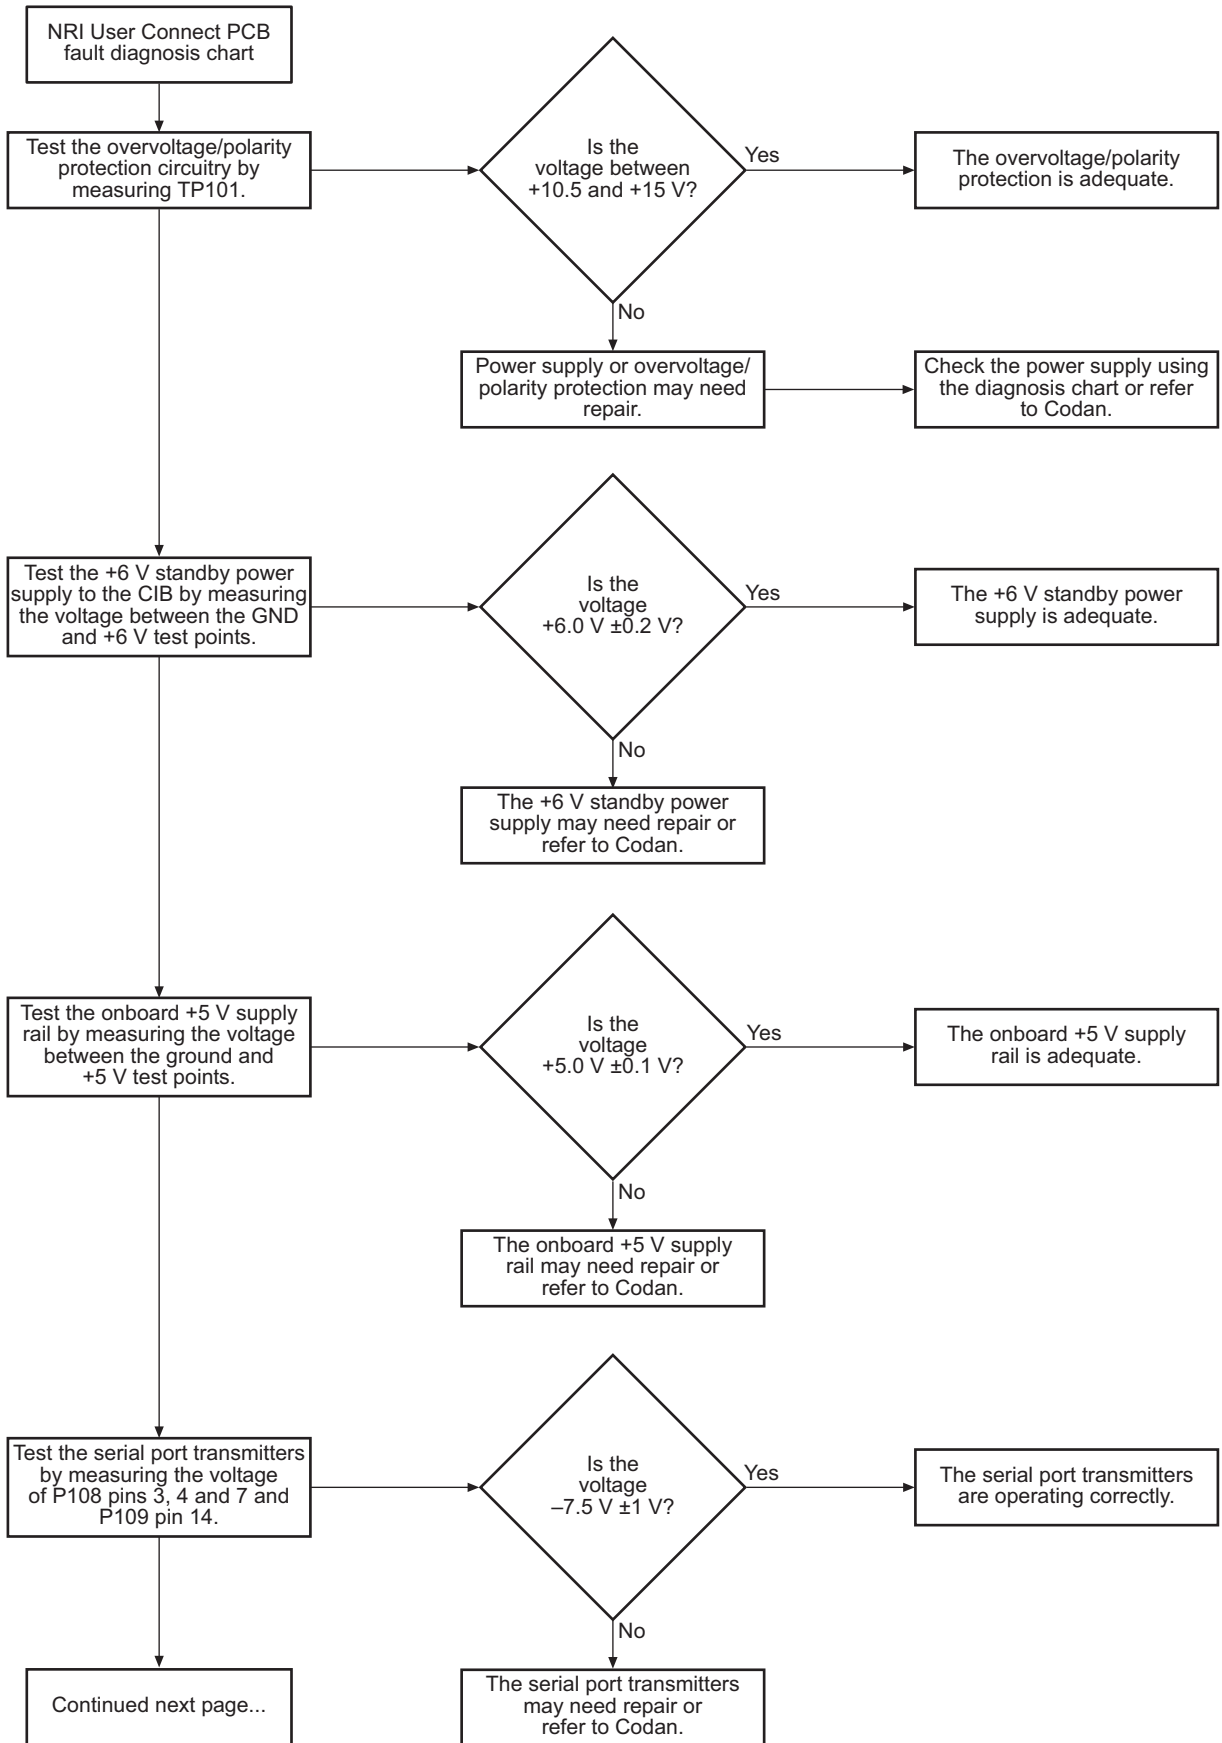 NRI User Connect PCB
fault diagnosis chart
Test the overvoltage/polarity
protection circuitry by
measuring TP101.
Is the
voltage between
+10.5 and +15 V?
Yes
The overvoltage/polarity
protection is adequate.
No
Power supply or overvoltage/
polarity protection may need
repair.
Check the power supply using
the diagnosis chart or refer
to Codan.
Test the +6 V standby power
supply to the CIB by measuring
the voltage between the GND
and +6 V test points.
Is the
voltage
+6.0 V ±0.2 V?
Yes
The +6 V standby power
supply is adequate.
No
The +6 V standby power
supply may need repair or
refer to Codan.
Test the onboard +5 V supply
rail by measuring the voltage
between the ground and
+5 V test points.
Is the
voltage
+5.0 V ±0.1 V?
Yes
The onboard +5 V supply
rail is adequate.
No
The onboard +5 V supply
rail may need repair or
refer to Codan.
Test the serial port transmitters
by measuring the voltage
of P108 pins 3, 4 and 7 and
P109 pin 14.
Is the
voltage
–7.5 V ±1 V?
Yes
The serial port transmitters
are operating correctly.
No
The serial port transmitters
may need repair or
refer to Codan.
Continued next page...